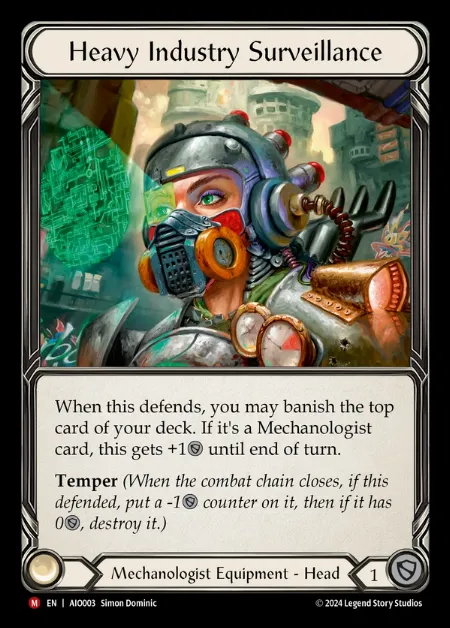 Heavy Industry Surveillance
When this defends, you may banish the top
card of your deck. If it's a Mechanologist
card, this gets +1 until end of turn.
Temper (When the combat chain closes, if this
defended, put a -1 counter on it, then if it has
0, destroy it.)
Mechanologist Equipment - Head 1
M EN | AIO003 Simon Dominic © 2024 Legend Story Studios